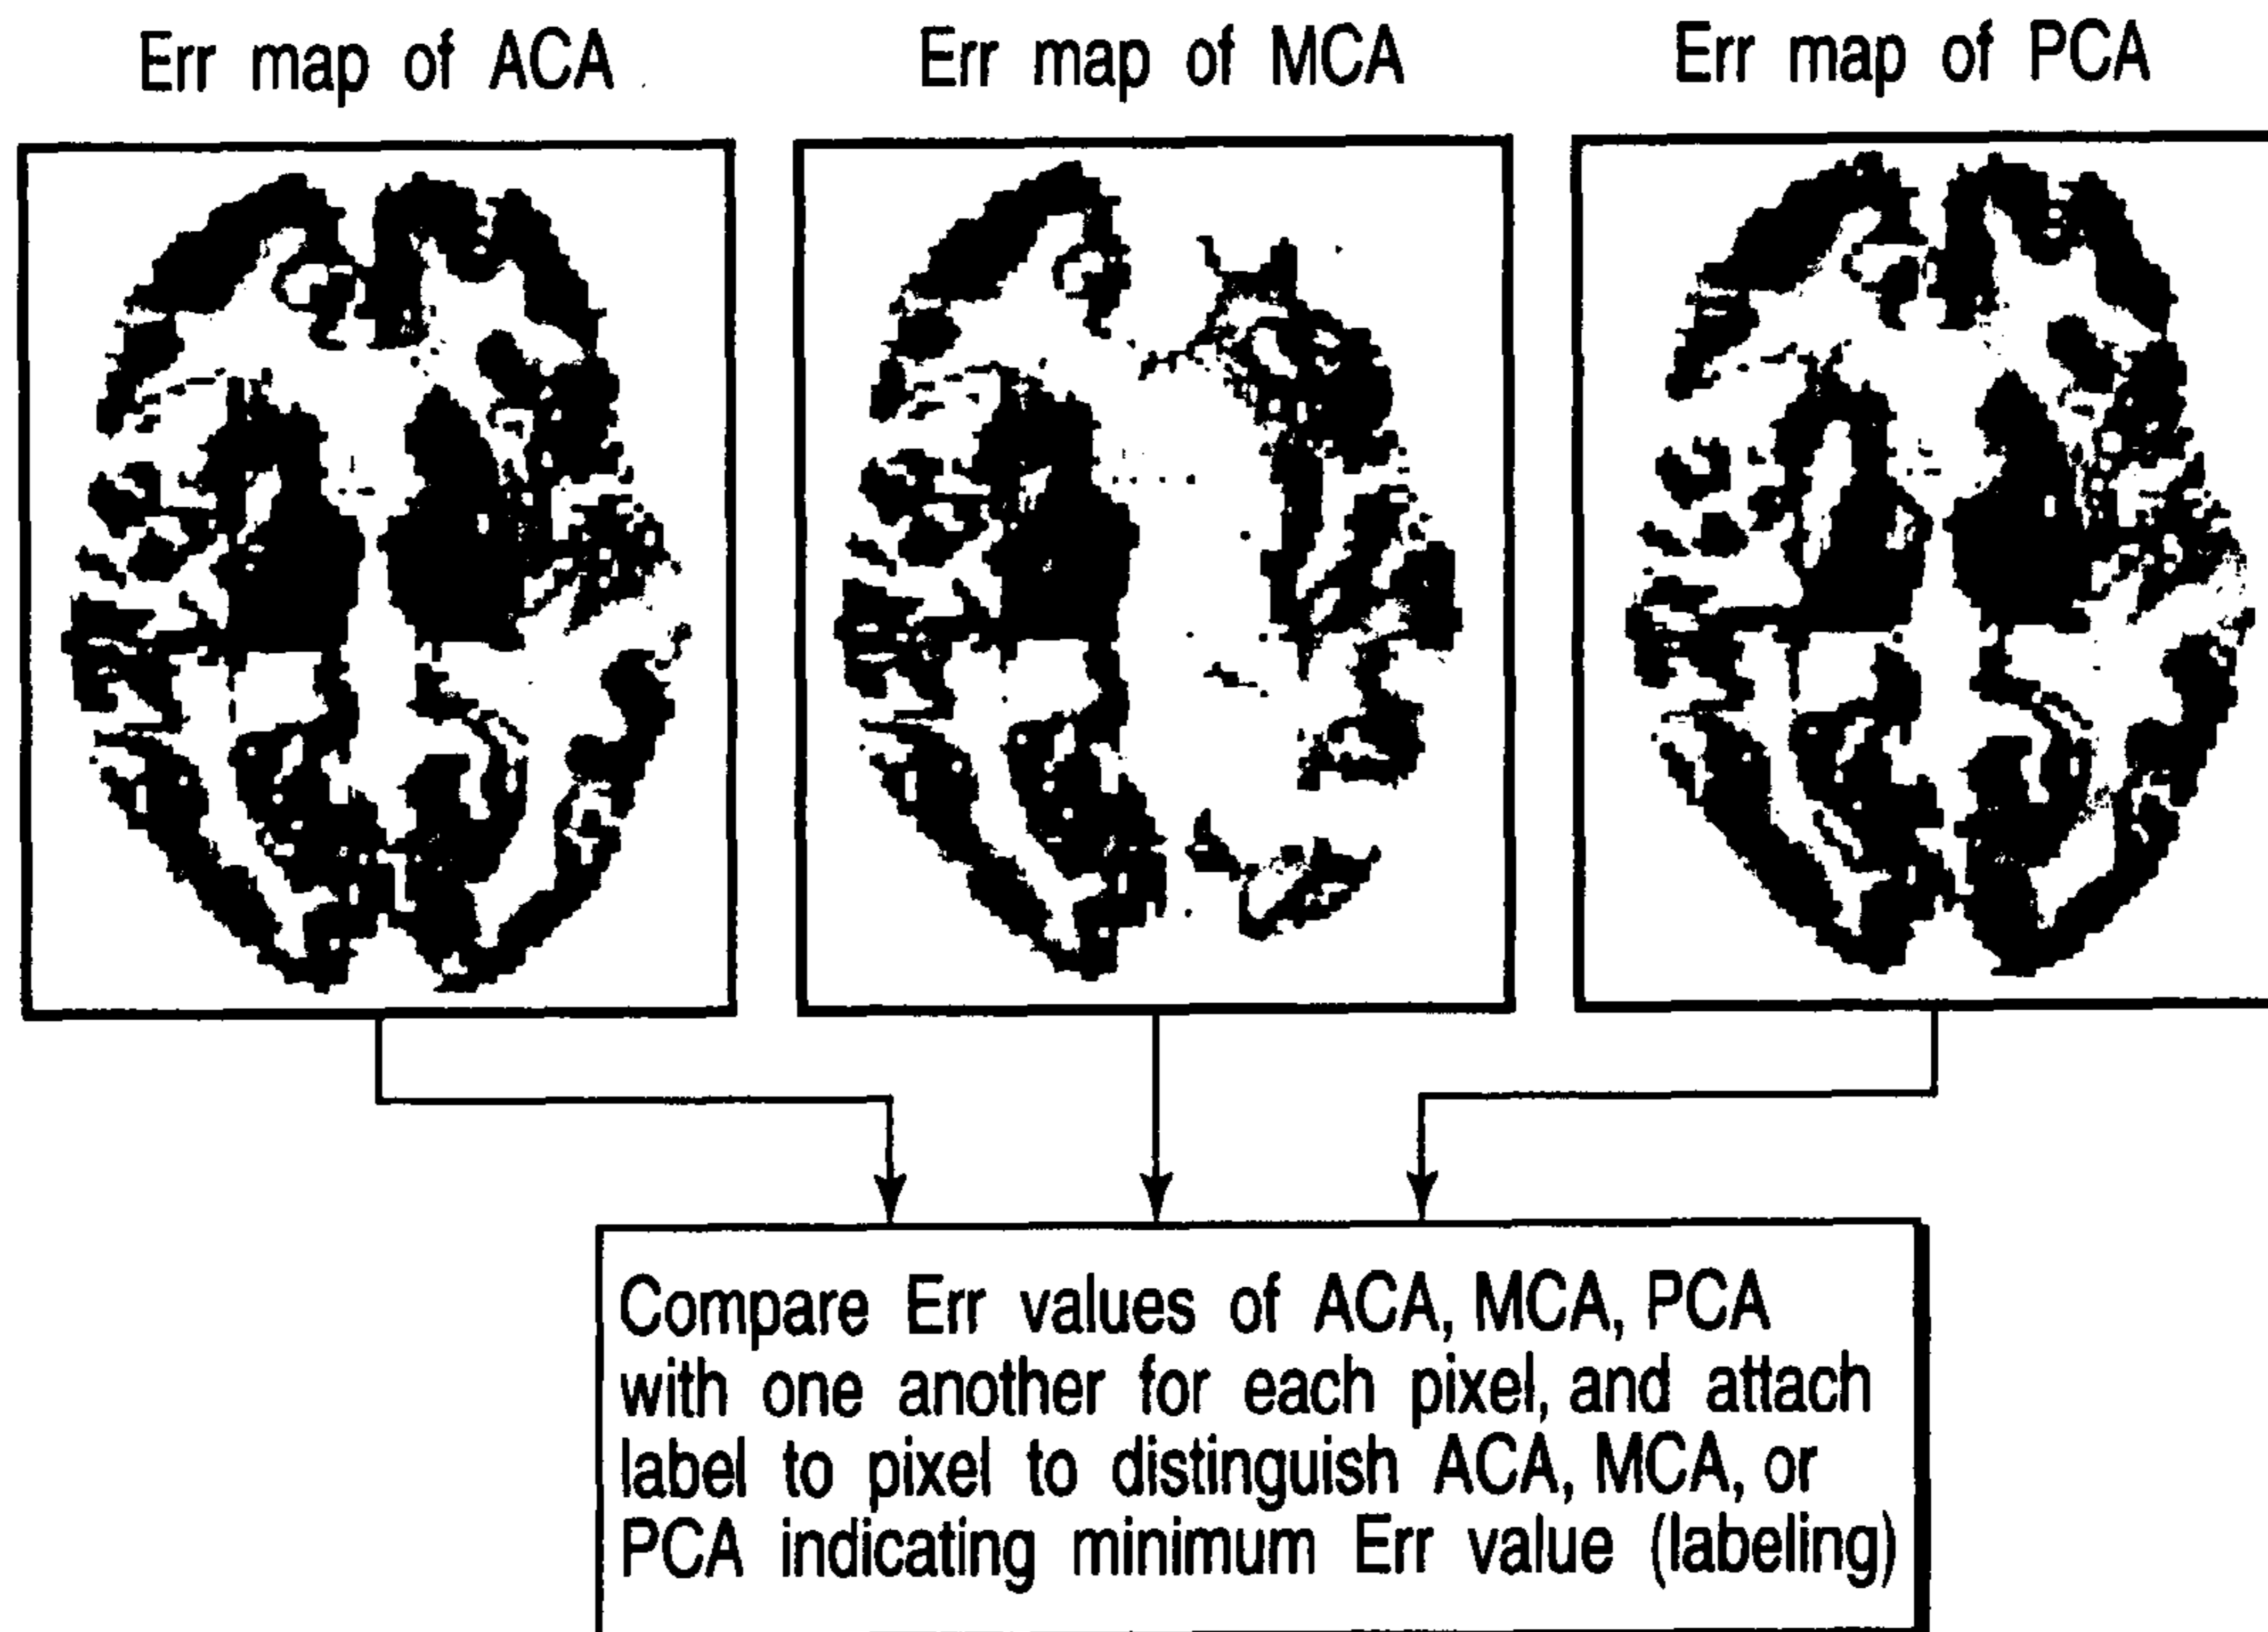 Err map of ACA
Err map of MCA
Err map of PCA
Compare Err values of ACA, MCA, PCA
with one another for each pixel, and attach
label to pixel to distinguish ACA, MCA, or
PCA indicating minimum Err value (labeling)